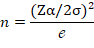 n = (Zα/2σ)² / e